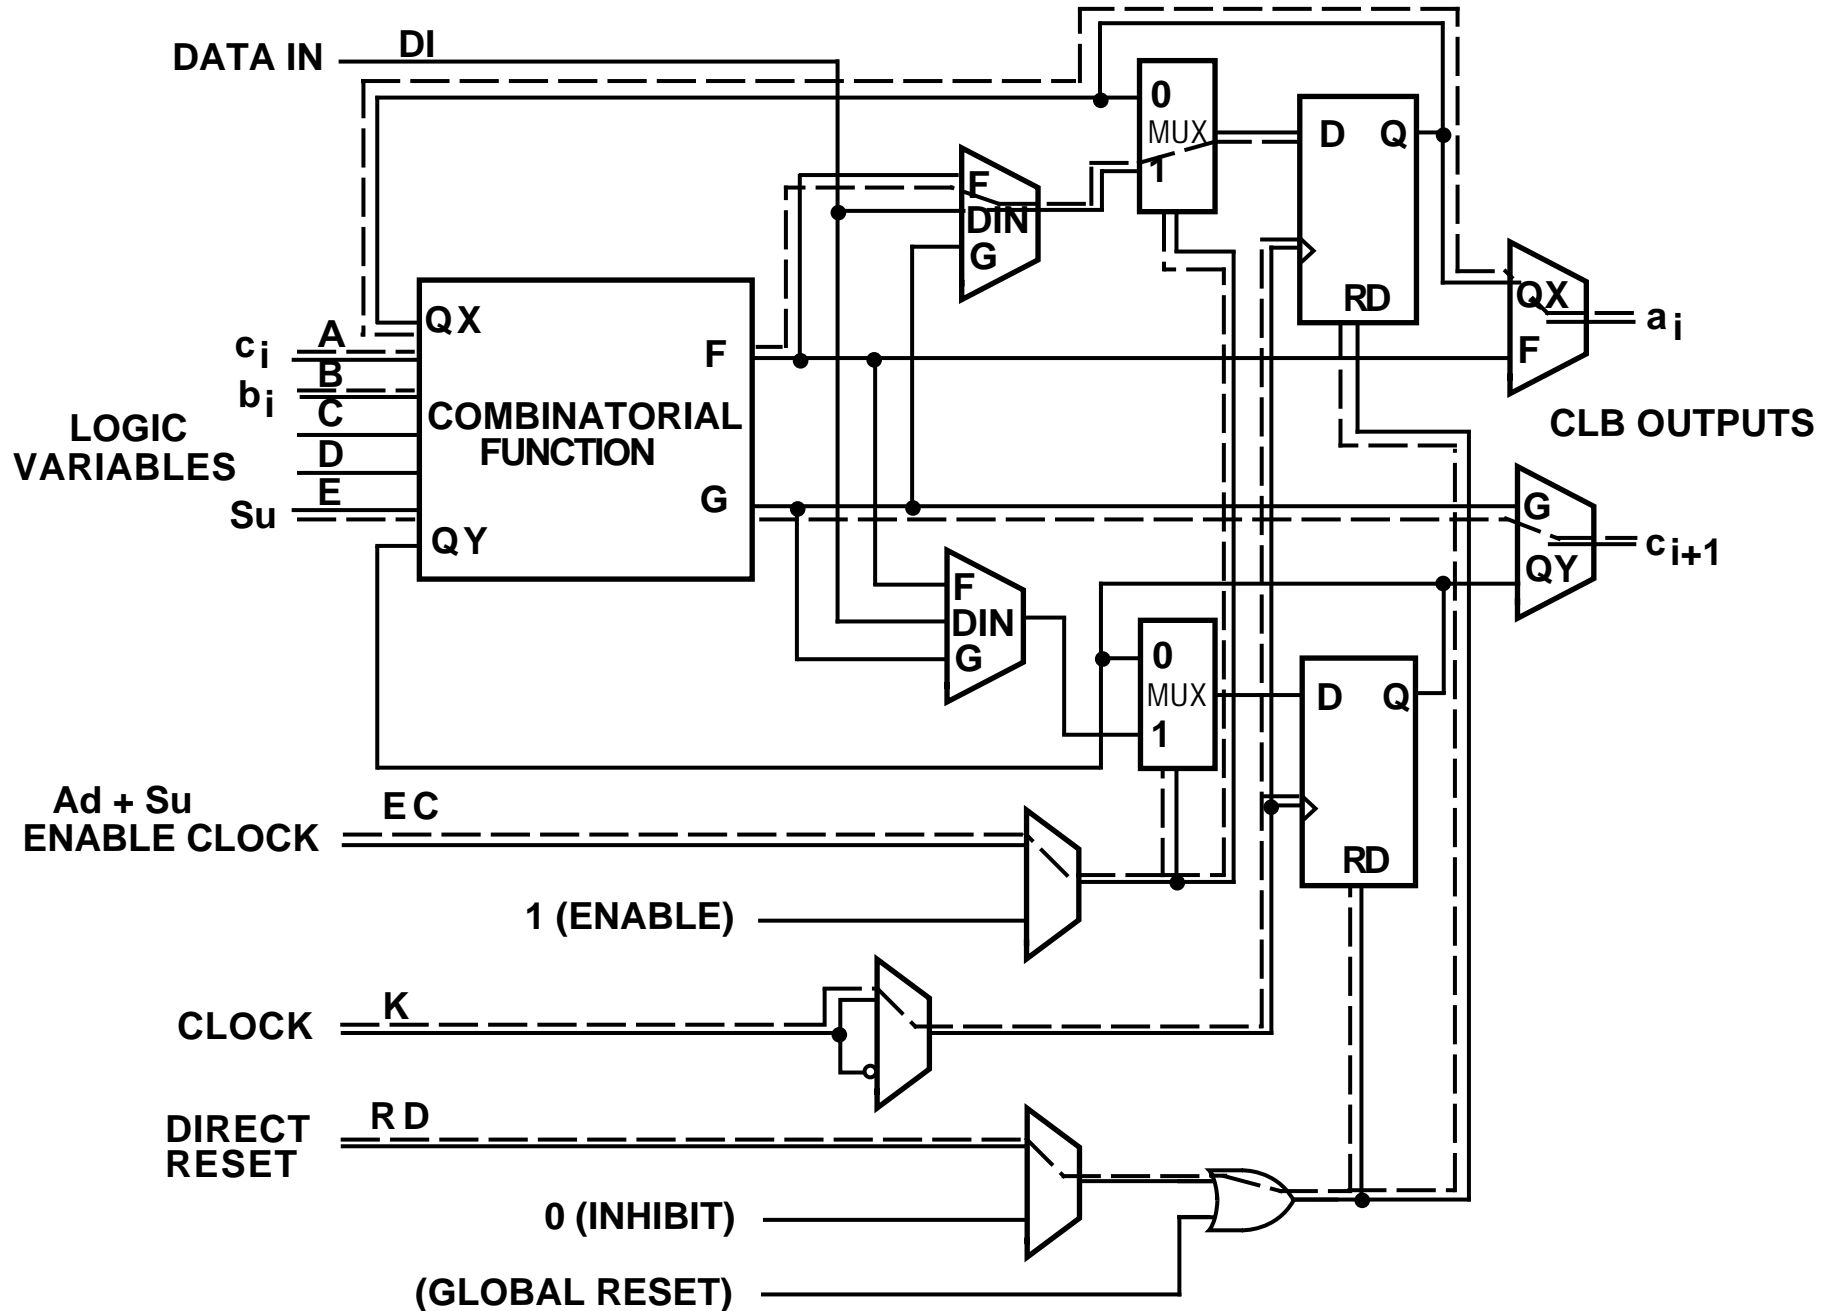 DATA IN
DI
0
MUX
1
D Q
RD
F
DIN
G
QX
F
a i
CLB OUTPUTS
c i
A
B
b i
C
D
E
Su
LOGIC
VARIABLES
QX
F
COMBINATORIAL
FUNCTION
G
QY
G
QY
c i+1
F
DIN
G
0
MUX
1
D Q
RD
Ad + Su
ENABLE CLOCK
EC
1 (ENABLE)
CLOCK
K
DIRECT
RESET
RD
0 (INHIBIT)
(GLOBAL RESET)